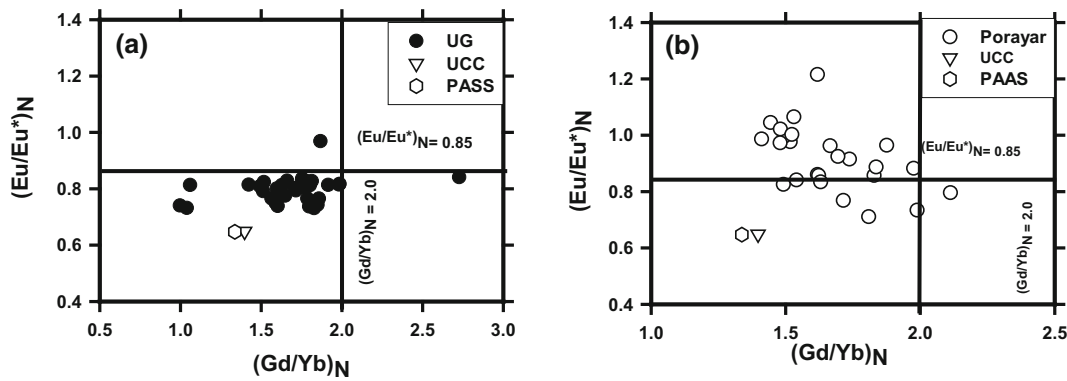 (a)
UG
UCC
PASS
(Eu/Eu*)N
(Eu/Eu*)N= 0.85
(Gd/Yb)N = 2.0
1.4
1.2
1.0
0.8
0.6
0.4
0.5 1.0 1.5 2.0 2.5 3.0
(Gd/Yb)N
(b)
Porayar
UCC
PAAS
(Eu/Eu*)N
(Eu/Eu*)N= 0.85
(Gd/Yb)N = 2.0
1.4
1.2
1.0
0.8
0.6
0.4
1.0 1.5 2.0 2.5
(Gd/Yb)N